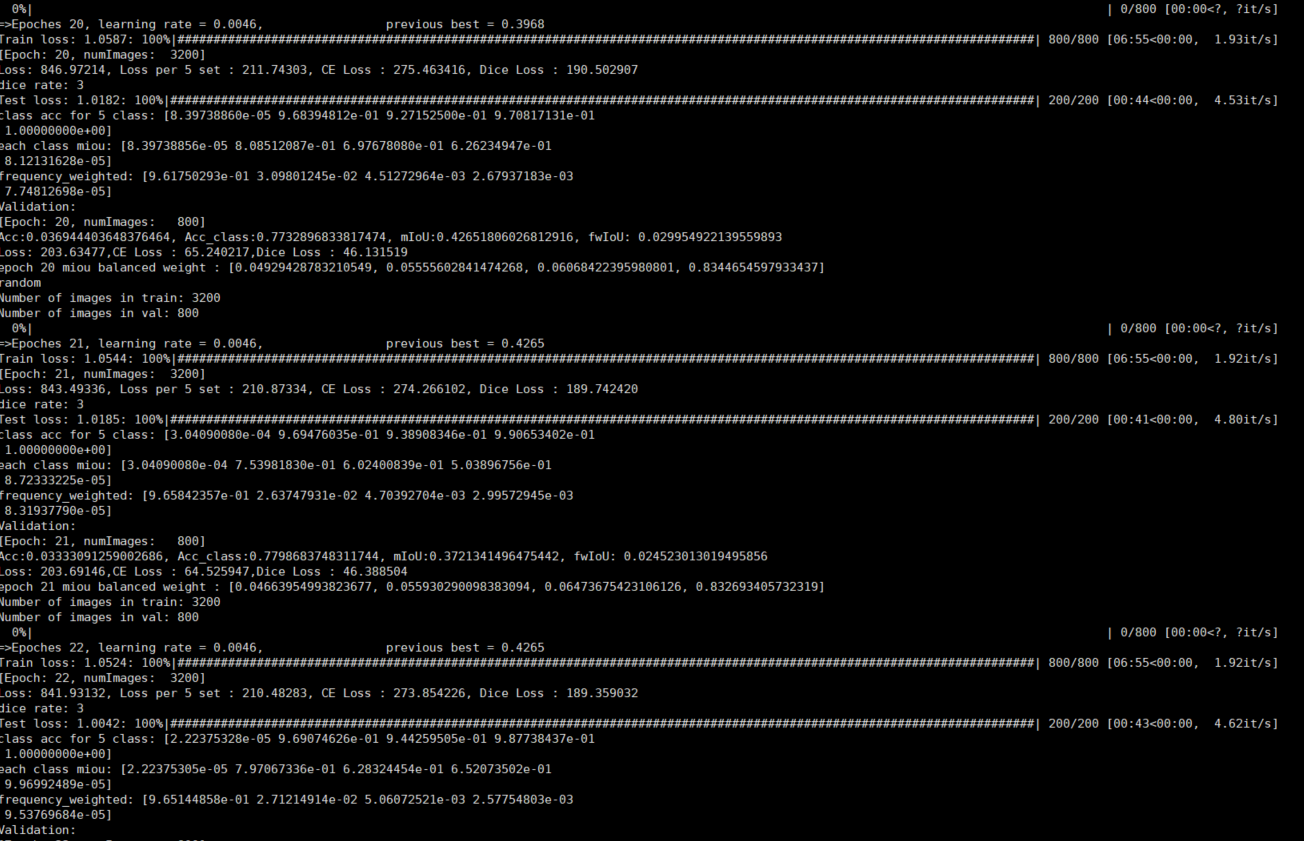 0%| | 0/800 [00:00<?, ?it/s]
=>Epoches 20, learning rate = 0.0046, previous best = 0.3968
Train loss: 1.0587: 100%|#######################################################################################################################| 800/800 [06:55<00:00, 1.93it/s]
[Epoch: 20, numImages: 3200]
Loss: 846.97214, Loss per 5 set : 211.74303, CE Loss : 275.463416, Dice Loss : 190.502907
dice rate: 3
Test loss: 1.0182: 100%|########################################################################################################################| 200/200 [00:44<00:00, 4.53it/s]
class acc for 5 class: [8.39738860e-05 9.68394812e-01 9.27152500e-01 9.70817131e-01
1.00000000e+00]
each class miou: [8.39738856e-05 8.08512087e-01 6.97678080e-01 6.26234947e-01
8.12131628e-05]
frequency_weighted: [9.61750293e-01 3.09801245e-02 4.51272964e-03 2.67937183e-03
7.74812698e-05]
Validation:
[Epoch: 20, numImages: 800]
Acc:0.036944403648376464, Acc_class:0.7732896833817474, mIoU:0.42651806026812916, fwIoU: 0.029954922139559893
Loss: 203.63477,CE Loss : 65.240217,Dice Loss : 46.131519
epoch 20 miou balanced weight : [0.04929428783210549, 0.05555602841474268, 0.06068422395980801, 0.8344654597933437]
random
Number of images in train: 3200
Number of images in val: 800
0%| | 0/800 [00:00<?, ?it/s]
=>Epoches 21, learning rate = 0.0046, previous best = 0.4265
Train loss: 1.0544: 100%|#######################################################################################################################| 800/800 [06:55<00:00, 1.92it/s]
[Epoch: 21, numImages: 3200]
Loss: 843.49336, Loss per 5 set : 210.87334, CE Loss : 274.266102, Dice Loss : 189.742420
dice rate: 3
Test loss: 1.0185: 100%|########################################################################################################################| 200/200 [00:41<00:00, 4.80it/s]
class acc for 5 class: [3.04090080e-04 9.69476035e-01 9.38908346e-01 9.90653402e-01
1.00000000e+00]
each class miou: [3.04090080e-04 7.53981830e-01 6.02400839e-01 5.03896756e-01
8.72333225e-05]
frequency_weighted: [9.65842357e-01 2.63747931e-02 4.70392704e-03 2.99572945e-03
8.31937790e-05]
Validation:
[Epoch: 21, numImages: 800]
Acc:0.03333091259002686, Acc_class:0.7798683748311744, mIoU:0.3721341496475442, fwIoU: 0.024523013019495856
Loss: 203.69146,CE Loss : 64.525947,Dice Loss : 46.388504
epoch 21 miou balanced weight : [0.04663954993823677, 0.055930290098383094, 0.06473675423106126, 0.832693405732319]
Number of images in train: 3200
Number of images in val: 800
0%| | 0/800 [00:00<?, ?it/s]
=>Epoches 22, learning rate = 0.0046, previous best = 0.4265
Train loss: 1.0524: 100%|#######################################################################################################################| 800/800 [06:55<00:00, 1.92it/s]
[Epoch: 22, numImages: 3200]
Loss: 841.93132, Loss per 5 set : 210.48283, CE Loss : 273.854226, Dice Loss : 189.359032
dice rate: 3
Test loss: 1.0042: 100%|########################################################################################################################| 200/200 [00:43<00:00, 4.62it/s]
class acc for 5 class: [2.22375328e-05 9.69074626e-01 9.44259505e-01 9.87738437e-01
1.00000000e+00]
each class miou: [2.22375305e-05 7.97067336e-01 6.28324454e-01 6.52073502e-01
9.96992489e-05]
frequency_weighted: [9.65144858e-01 2.71214914e-02 5.06072521e-03 2.57754803e-03
9.53769684e-05]
Validation: